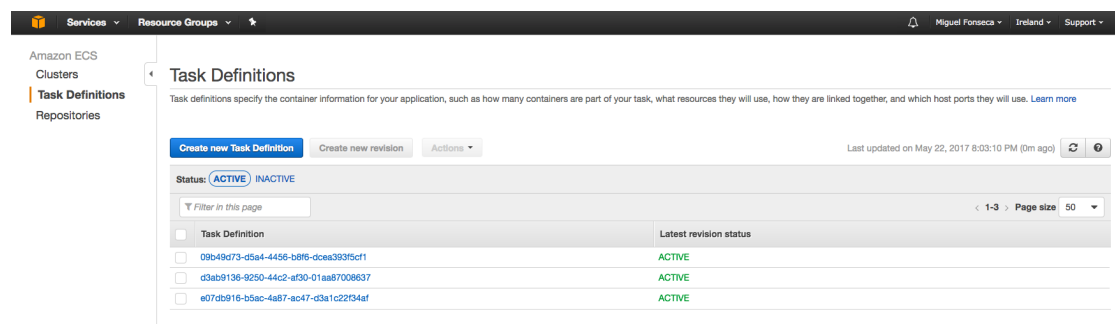 Services Resource Groups Miguel Fonseca Ireland Support
Amazon ECS
Clusters
Task Definitions
Repositories
Task Definitions
Task definitions specify the container information for your application, such as how many containers are part of your task, what resources they will use, how they are linked together, and which host ports they will use. Learn more
Create new Task Definition Create new revision Actions Last updated on May 22, 2017 8:03:10 PM (0m ago)
Status: ACTIVE INACTIVE
Filter in this page < 1-3 > Page size 50
Task Definition Latest revision status
09b49d73-d5a4-4456-b8f6-dcea393f5cf1 ACTIVE
d3ab9136-9250-44c2-af30-01aa87008637 ACTIVE
e07db916-b5ac-4a87-ac47-d3a1c22f34af ACTIVE